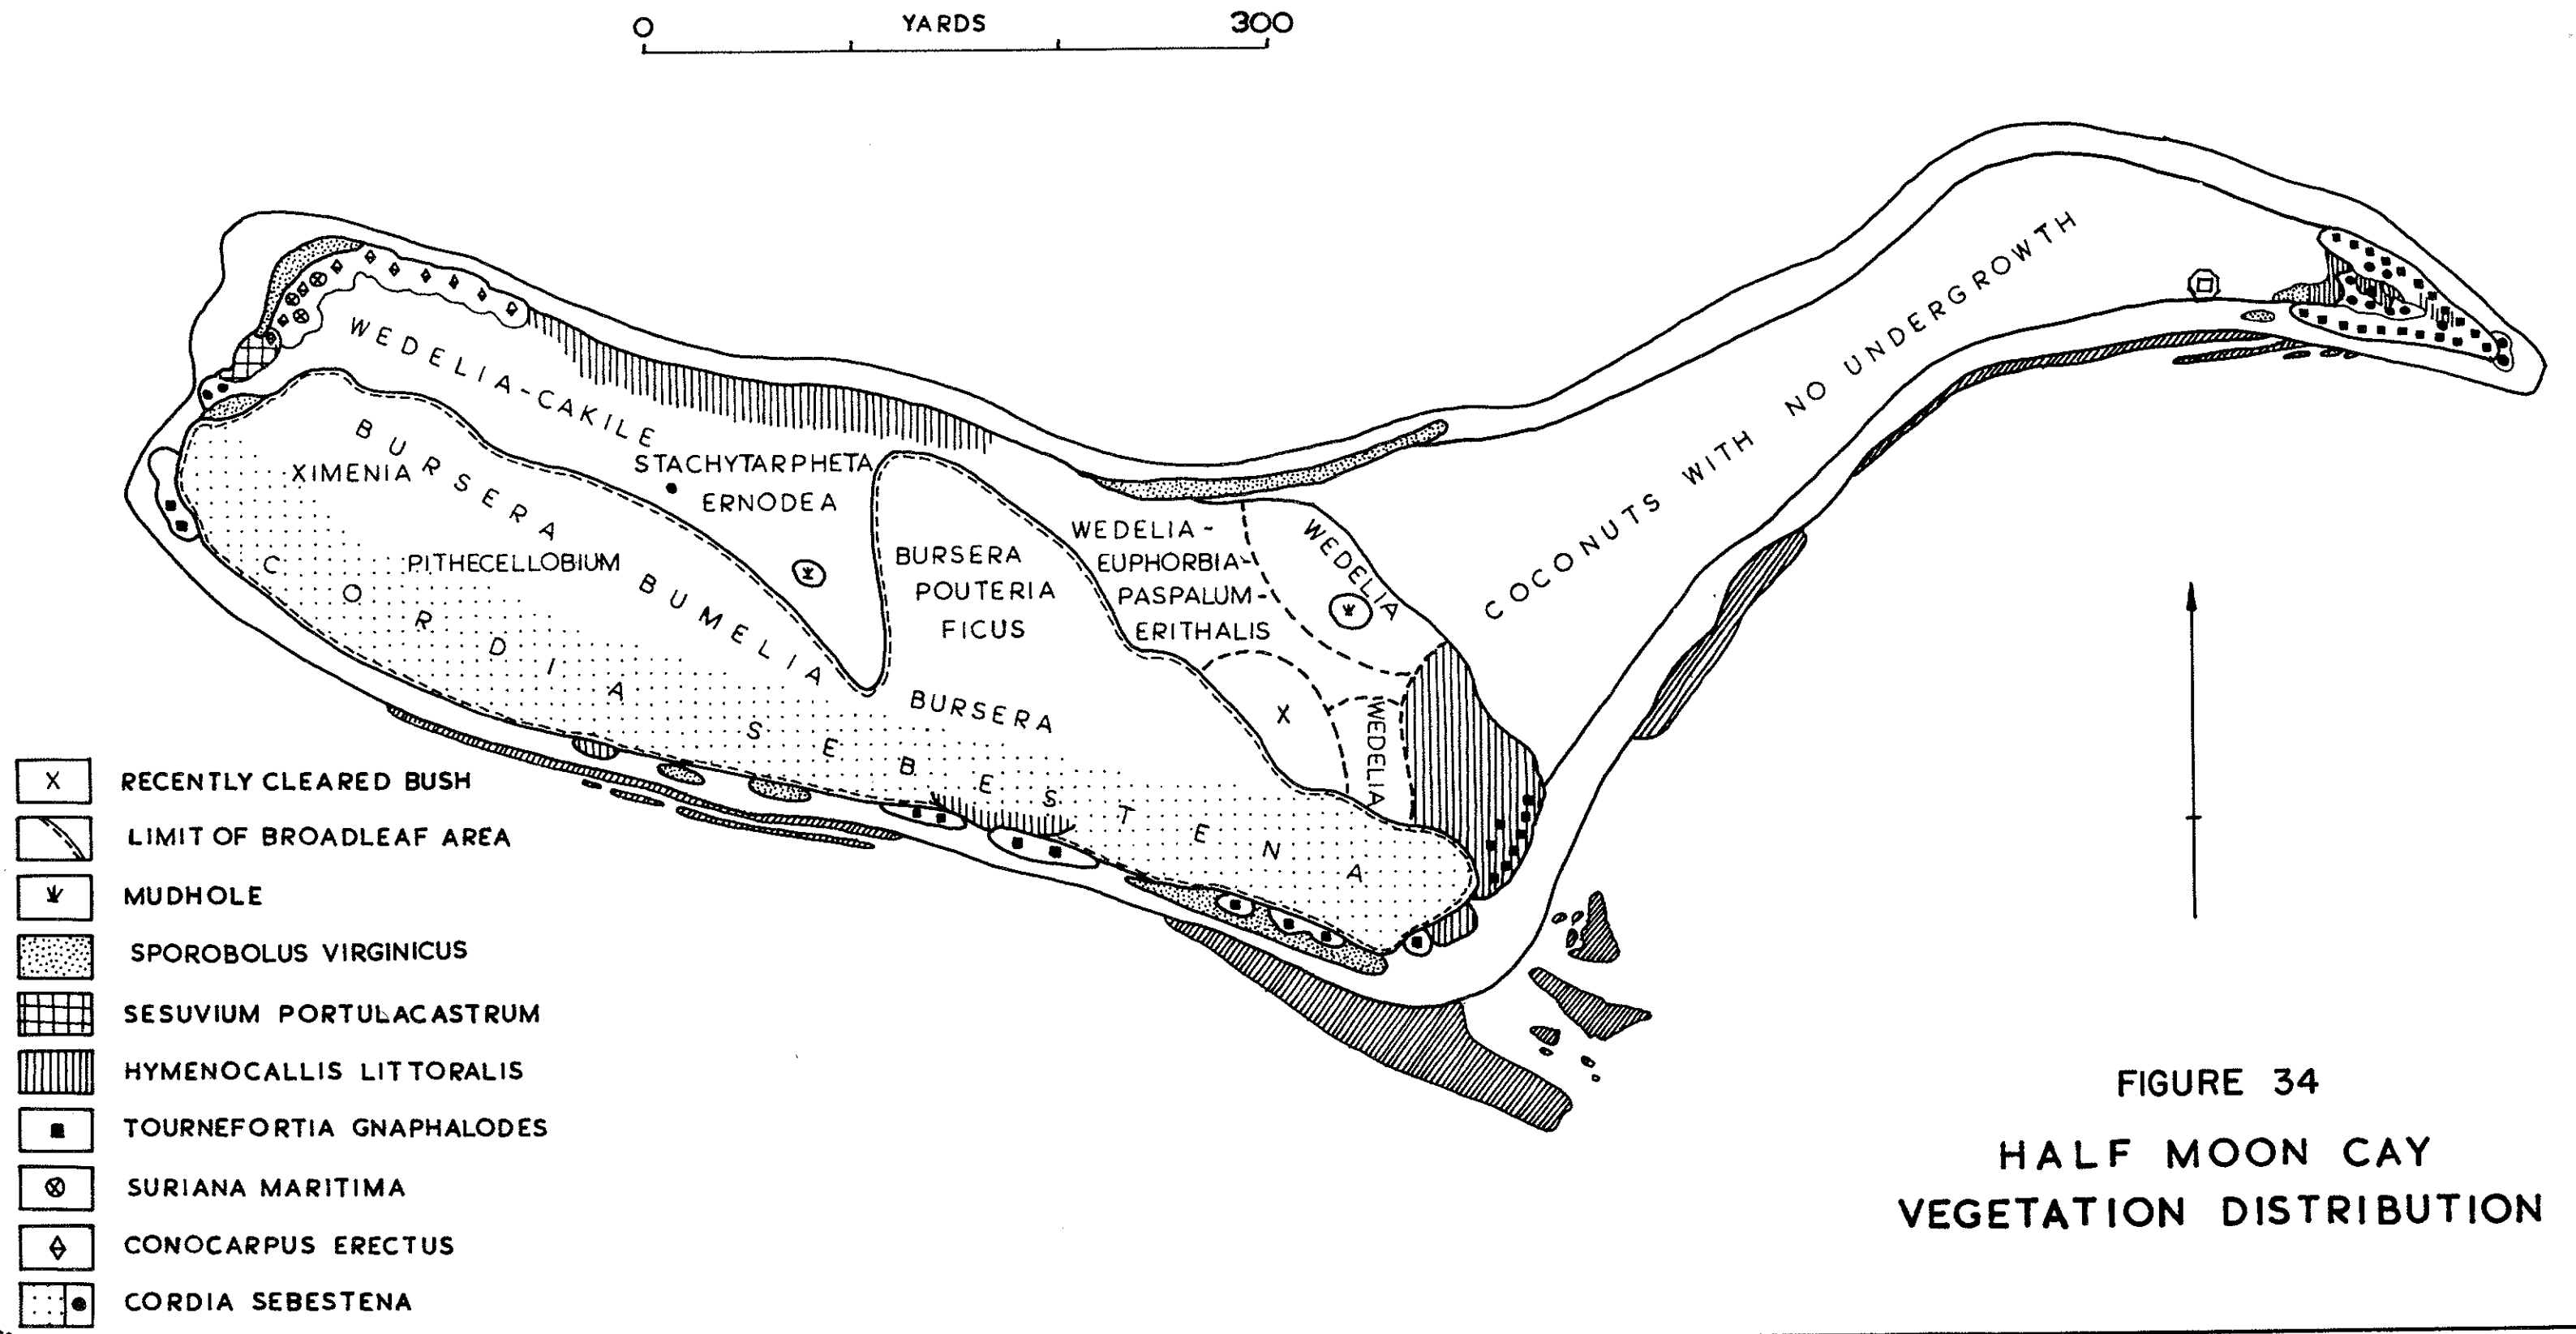 0 YARDS 300
WEDELIA-CAKILE
BURSERA
XIMENIA
STACHYTARPHETA
ERNODEA
PITHECELLOBIUM
BUMELIA
BURSERA
POUTERIA
FICUS
BURSERA
CORDIA SEBESTENA
WEDELIA-
EUPHORBIA-
PASPALUM-
ERITHALIS
WEDELIA
X
WEDELIA
COCONUTS WITH NO UNDERGROWTH
X RECENTLY CLEARED BUSH
LIMIT OF BROADLEAF AREA
MUDHOLE
SPOROBOLUS VIRGINICUS
SESUVIUM PORTULACASTRUM
HYMENOCALLIS LITTORALIS
TOURNEFORTIA GNAPHALODES
SURIANA MARITIMA
CONOCARPUS ERECTUS
CORDIA SEBESTENA
FIGURE 34
HALF MOON CAY
VEGETATION DISTRIBUTION